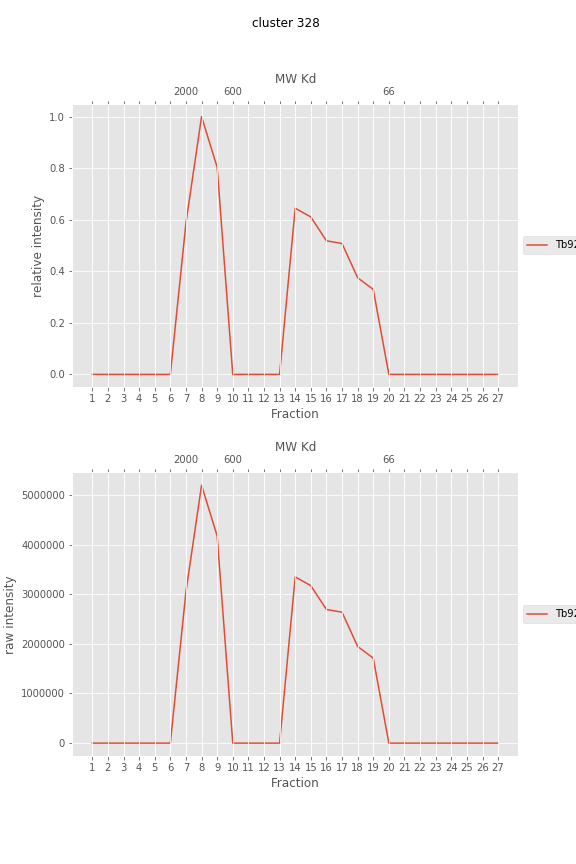 cluster 328
MW Kd
2000 600 66
1.0
0.8
0.6
0.4
0.2
0.0
relative intensity
1 2 3 4 5 6 7 8 9 10 11 12 13 14 15 16 17 18 19 20 21 22 23 24 25 26 27
Fraction
Tb92
MW Kd
2000 600 66
5000000
4000000
3000000
2000000
1000000
0
raw intensity
1 2 3 4 5 6 7 8 9 10 11 12 13 14 15 16 17 18 19 20 21 22 23 24 25 26 27
Fraction
Tb92